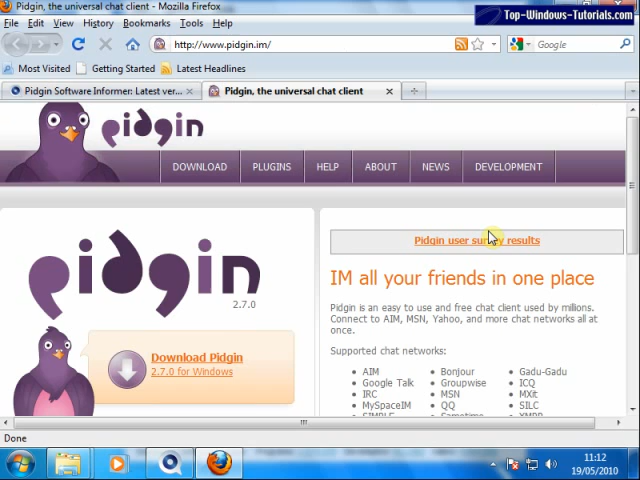 Pidgin, the universal chat client - Mozilla Firefox
Top-Windows-Tutorials.com
File Edit View History Bookmarks Tools Help
http://www.pidgin.im/
Google
Most Visited Getting Started Latest Headlines
Pidgin Software Informer: Latest ver...
Pidgin, the universal chat client
pidgin
DOWNLOAD PLUGINS HELP ABOUT NEWS DEVELOPMENT
pidgin
2.7.0
Download Pidgin
2.7.0 for Windows
Pidgin user survey results
IM all your friends in one place
Pidgin is an easy to use and free chat client used by millions.
Connect to AIM, MSN, Yahoo, and more chat networks all at
once.
Supported chat networks:
AIM Bonjour Gadu-Gadu
Google Talk Groupwise ICQ
IRC MSN MXit
MySpaceIM QQ SILC
SIMPLE Sametime XMPP
Done
11:12
19/05/2010